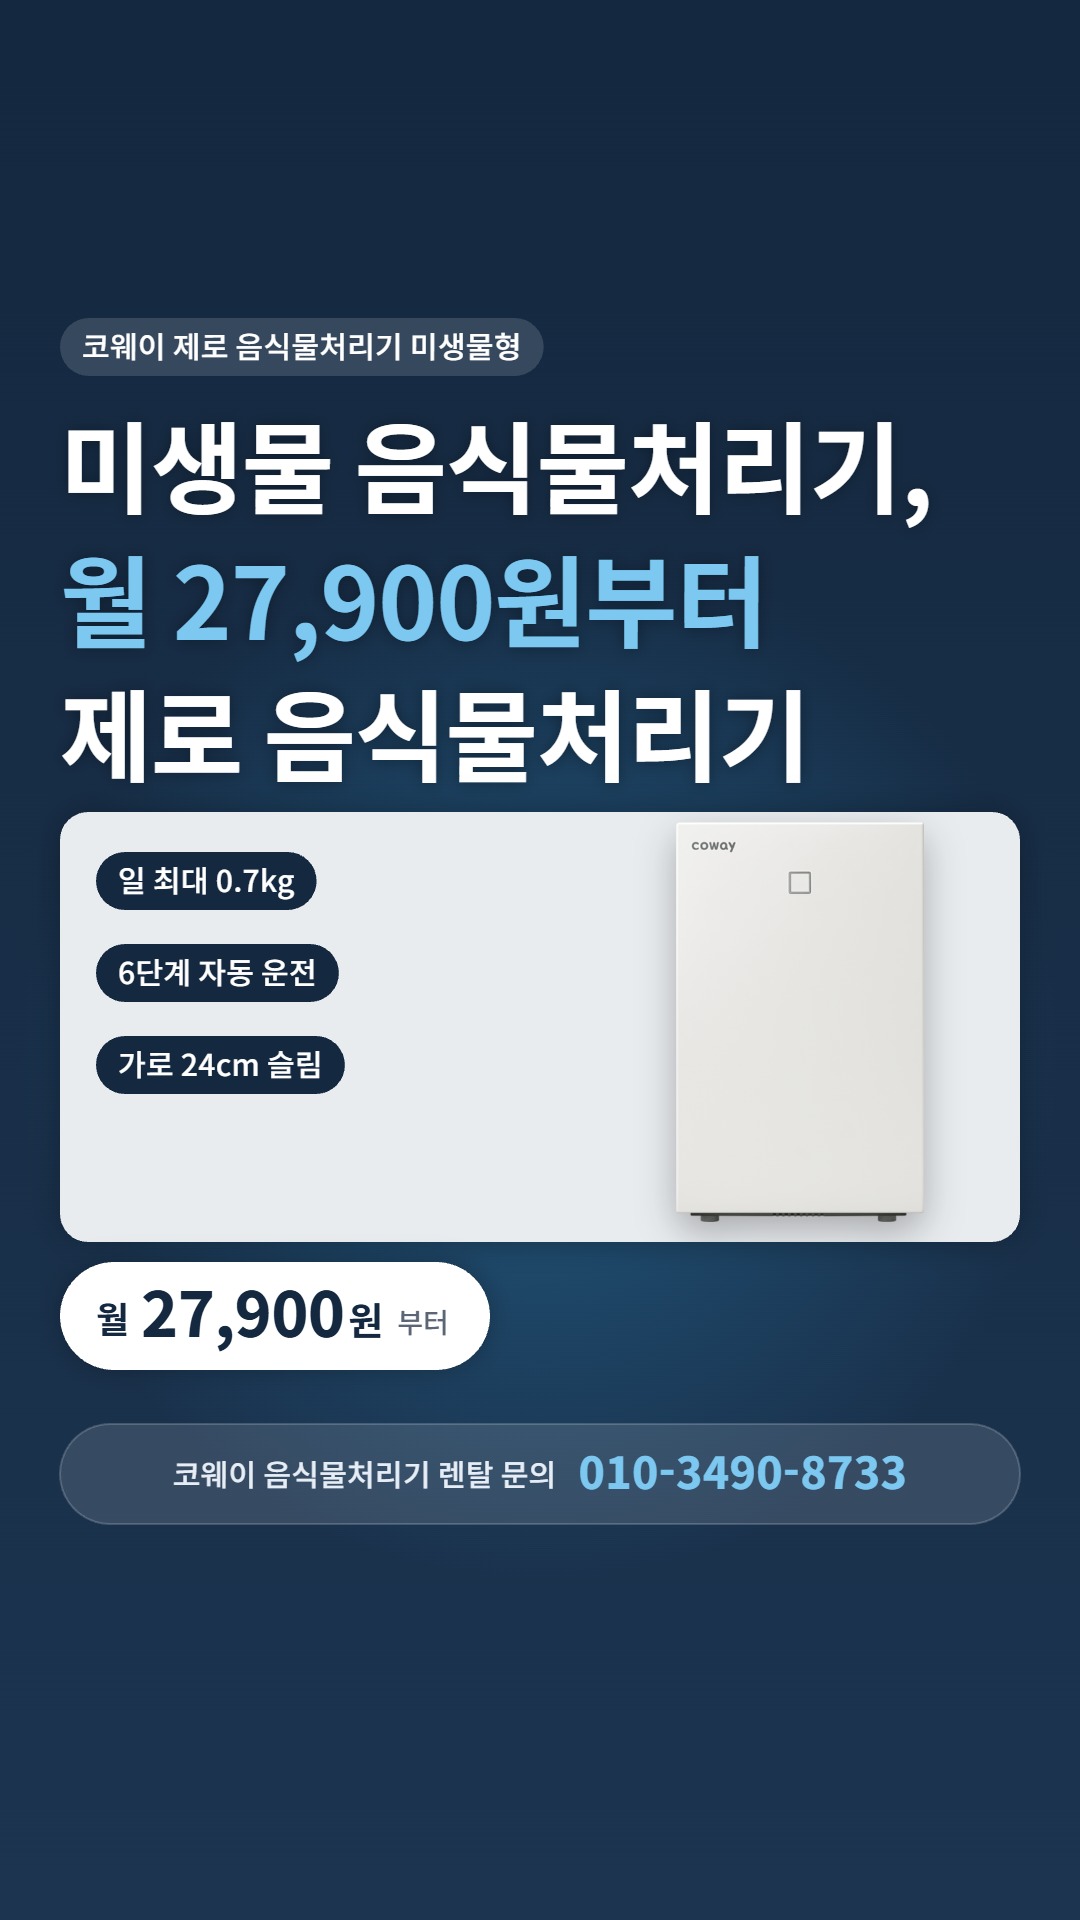 코웨이 제로 음식물처리기 미생물형
미생물 음식물처리기,
월 27,900원부터
제로 음식물처리기
일 최대 0.7kg
6단계 자동 운전
가로 24cm 슬림
coway
월 27,900원 부터
코웨이 음식물처리기 렌탈 문의 010-3490-8733